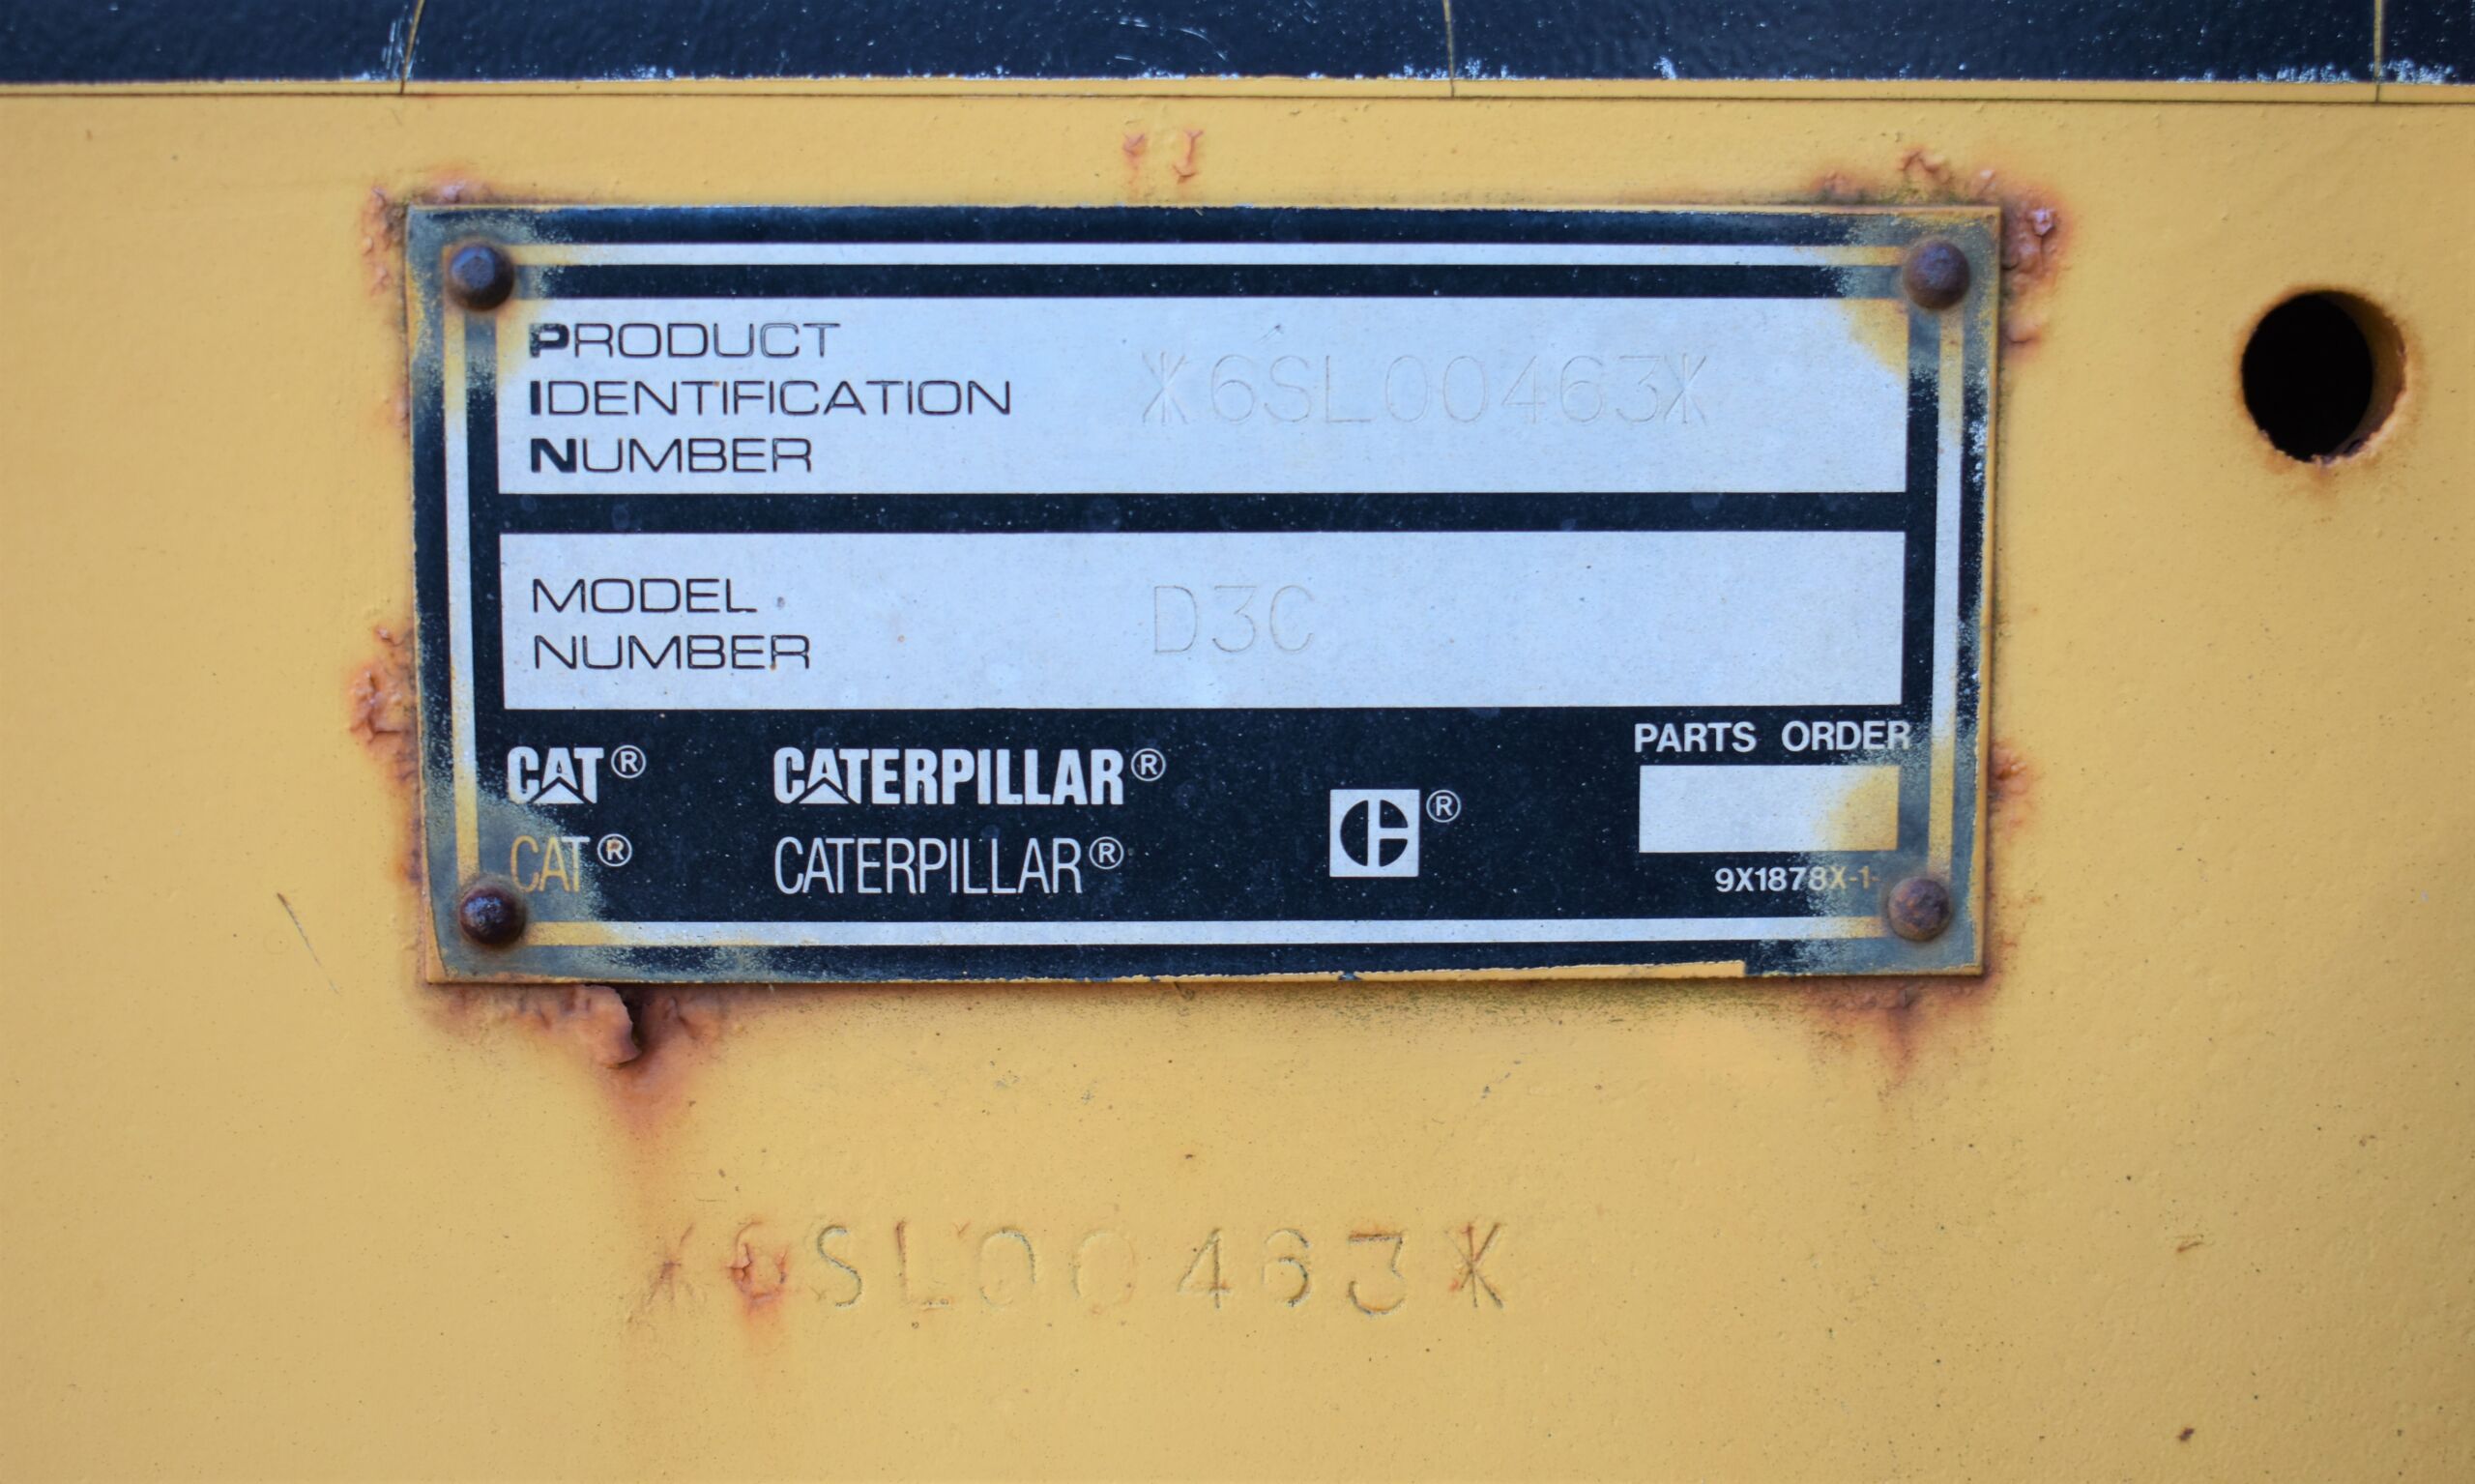 PRODUCT
IDENTIFICATION
NUMBER
*6SL00463*
MODEL
NUMBER
D3C
CAT®
CATERPILLAR®
CAT®
CATERPILLAR®
®
PARTS ORDER
9X1878X-1-
*6SL00463*